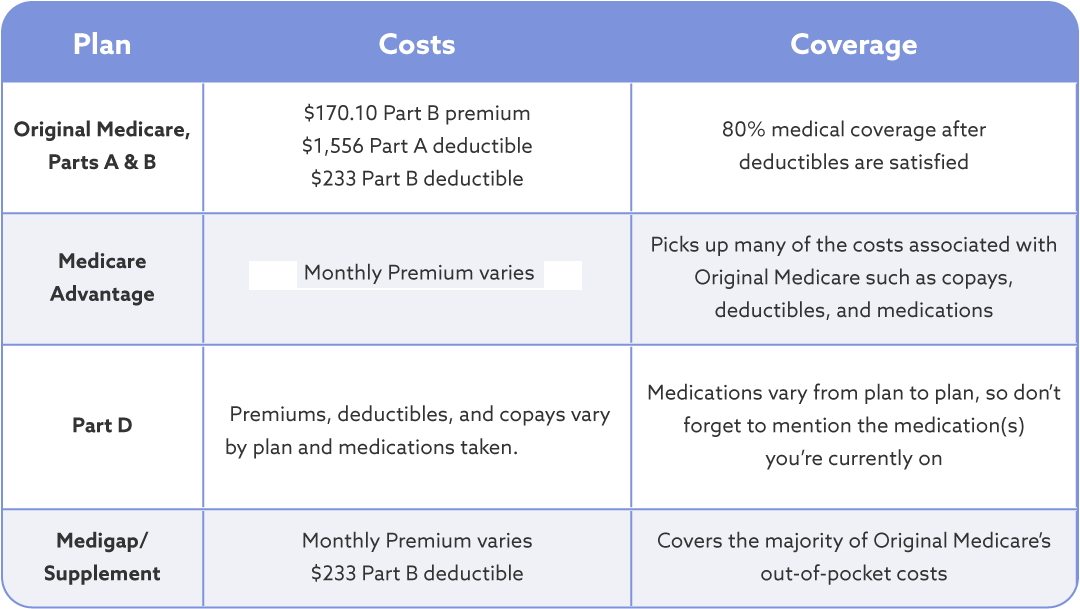 Plan
Costs
Coverage
Original Medicare,
Parts A & B
$170.10 Part B premium
$1,556 Part A deductible
$233 Part B deductible
80% medical coverage after
deductibles are satisfied
Medicare
Advantage
Monthly Premium varies
Picks up many of the costs associated with
Original Medicare such as copays,
deductibles, and medications
Part D
Premiums, deductibles, and copays vary
by plan and medications taken.
Medications vary from plan to plan, so don’t
forget to mention the medication(s)
you’re currently on
Medigap/
Supplement
Monthly Premium varies
$233 Part B deductible
Covers the majority of Original Medicare’s
out-of-pocket costs